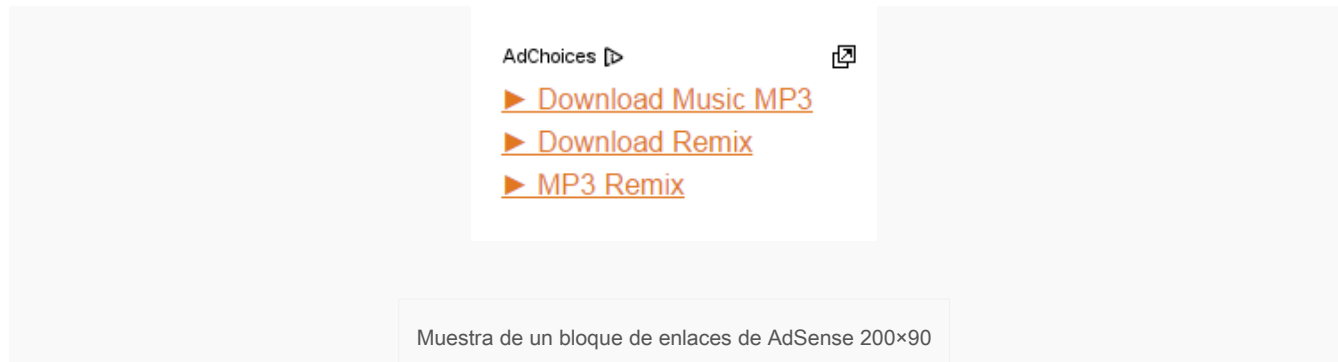 AdChoices
► Download Music MP3
► Download Remix
► MP3 Remix
Muestra de un bloque de enlaces de AdSense 200×90